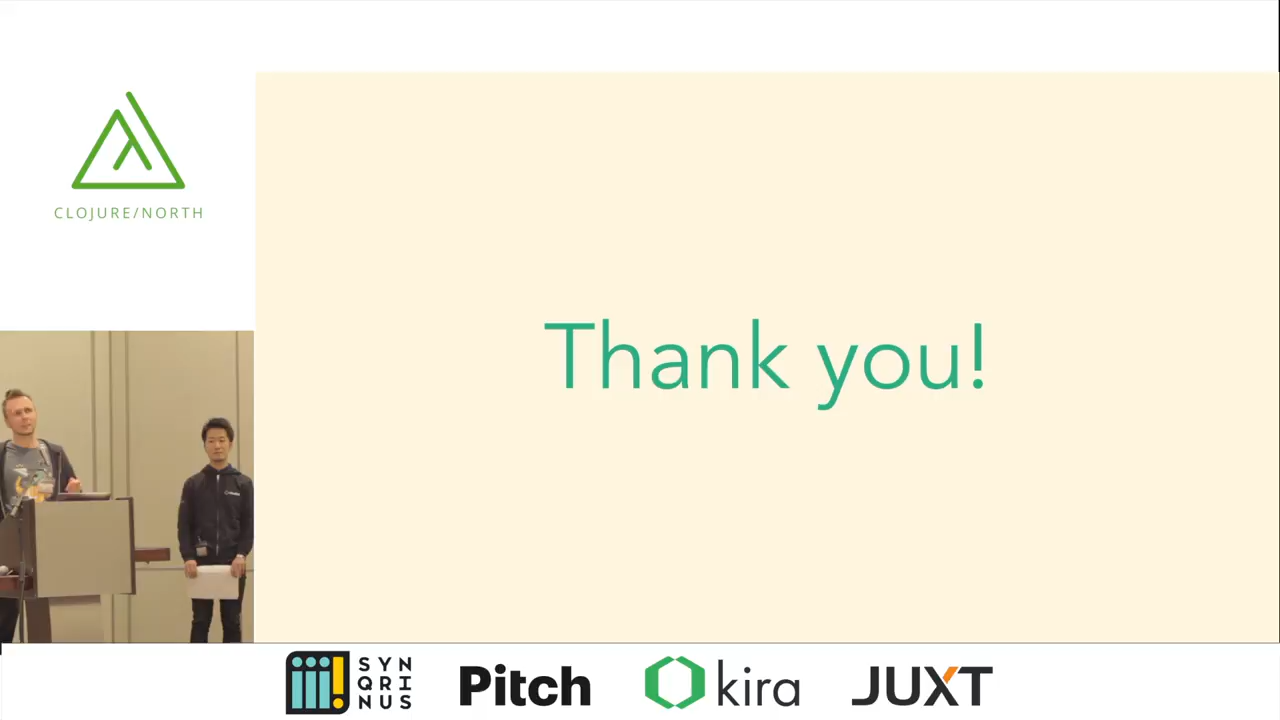 CLOJURE/NORTH
Thank you!
SYN
QRI
NUS
Pitch
kira
JUXT